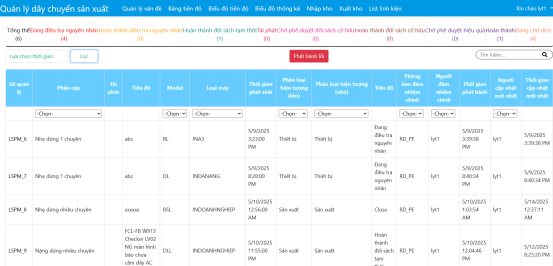 Quản lý dây chuyền sản xuất Quản lý vấn đề Bảng tiến độ Biểu đồ tiến độ Biểu đồ thống kê Nhập kho Xuất kho List linh kiện Xin chào lyt1
Tổng thể Đang điều tra nguyên nhân Hoàn thành điều tra nguyên nhân Hoàn thành đối sách tạm thời Tái phát Chờ phê duyệt đối sách cố hữu Hoàn thành đối sách cố hữu Chờ phê duyệt hiệu quả Hoàn thành Đang chờ dịch
(6) (4) (0) (1) (0) (0) (0) (0) (1) (4)
Lựa chọn thời gian Lọc Phát hành lỗi Tìm kiếm...
Số quản lý Phân cấp Tái phát Tiêu đề Model Loại máy Thời gian phát sinh Phân loại hiện tượng (lớn) Phân loại hiện tượng (nhỏ) Tiến độ Phòng ban đảm nhiệm chính Người đảm nhiệm chính Thời gian phát hành Người cập nhật mới nhất Thời gian cập nhật mới nhất
-Chọn- -Chọn- -Chọn- -Chọn- -Chọn- -Chọn- -Chọn- -Chọn-
LSPM_6 Nhẹ dừng 1 chuyền abc BL INA3 5/9/2025 3:23:00 PM Thiết bị Thiết bị Đang điều tra nguyên nhân RD_PE lyt1 5/9/2025 3:39:38 PM lyt1 5/9/2025 3:39:38 PM
LSPM_7 Nhẹ dừng 1 chuyền abc DL INDANANG 5/9/2025 8:28:00 PM Thiết bị Thiết bị Đang điều tra nguyên nhân RD_PE lyt1 5/9/2025 8:40:34 PM lyt1 5/9/2025 8:40:34 PM
LSPM_8 Nhẹ dừng nhiều chuyền xxxxxx BSL INDOANHNGHIEP 5/10/2025 12:56:00 AM Sản xuất Sản xuất Close RD_PE lyt1 5/10/2025 1:03:54 AM lyt1 5/14/2025 12:37:11 AM
LSPM_9 Nặng dừng nhiều chuyền FCL-FB W913 Checker LV02 NG màn hình báo chưa cắm dây AC DLL INDOANHNGHIEP 5/10/2025 11:55:00 PM Sản xuất Sản xuất Hoàn thành đối sách tạm RD_PE lyt1 5/10/2025 12:04:46 PM lyt1 5/12/2025 8:23:20 PM